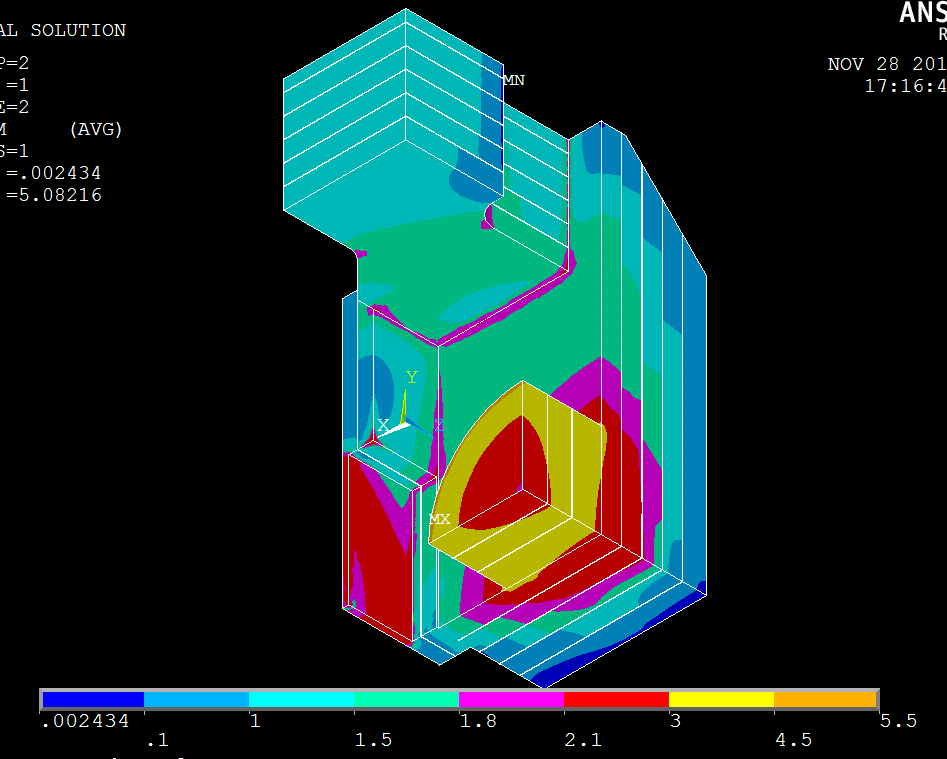 AL SOLUTION
P=2
=1
E=2
M (AVG)
S=1
=.002434
=5.08216
ANS
R
NOV 28 201
17:16:4
MN
Y
X
Z
MX
.002434 .1 1 1.5 1.8 2.1 3 4.5 5.5